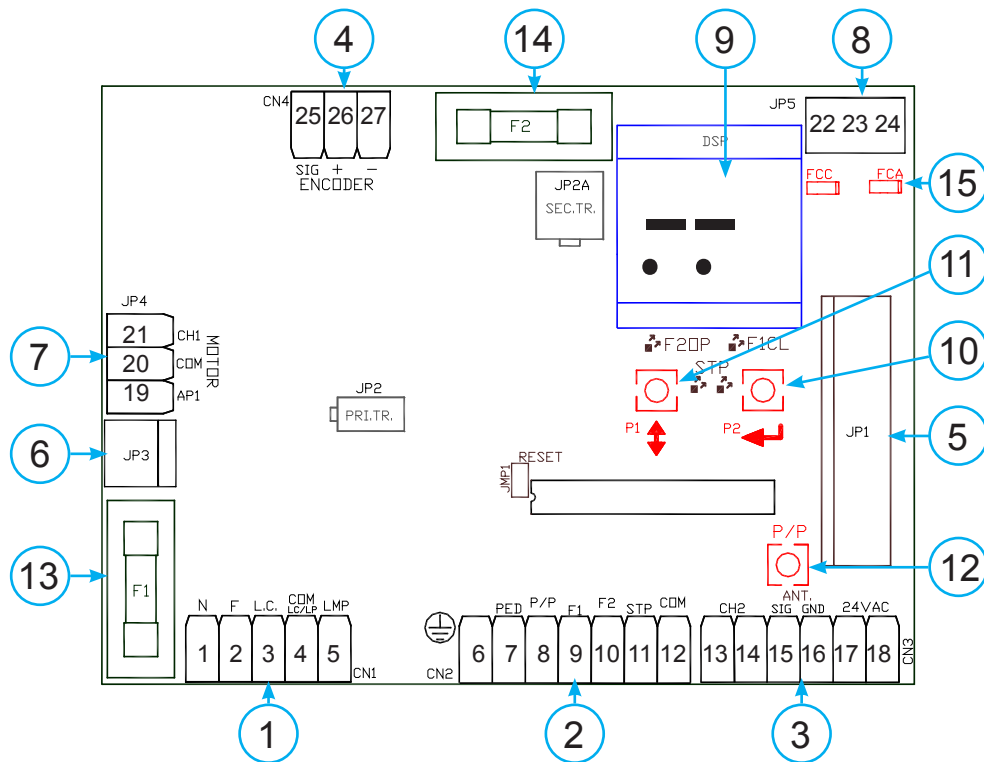 4
14
9
8
CN4
25 26 27
SIG + -
ENCODER
F2
DSP
JP5
22 23 24
FCC
FCA
15
JP2A
SEC.TR.
11
JP4
21
CH1
20
COM
19
AP1
MOTOR
7
F2OP
F1CL
STP
10
JP2
PRI.TR.
P1
P2
JP1
5
6
JP3
RESET
JMP1
P/P
12
13
F1
ANT.
N F L.C. COM LC/LP LMP
1 2 3 4 5
CN1
PED P/P F1 F2 STP COM
CN2
6 7 8 9 10 11 12
CH2 SIG GND 24VAC
13 14 15 16 17 18
CN3
1
2
3